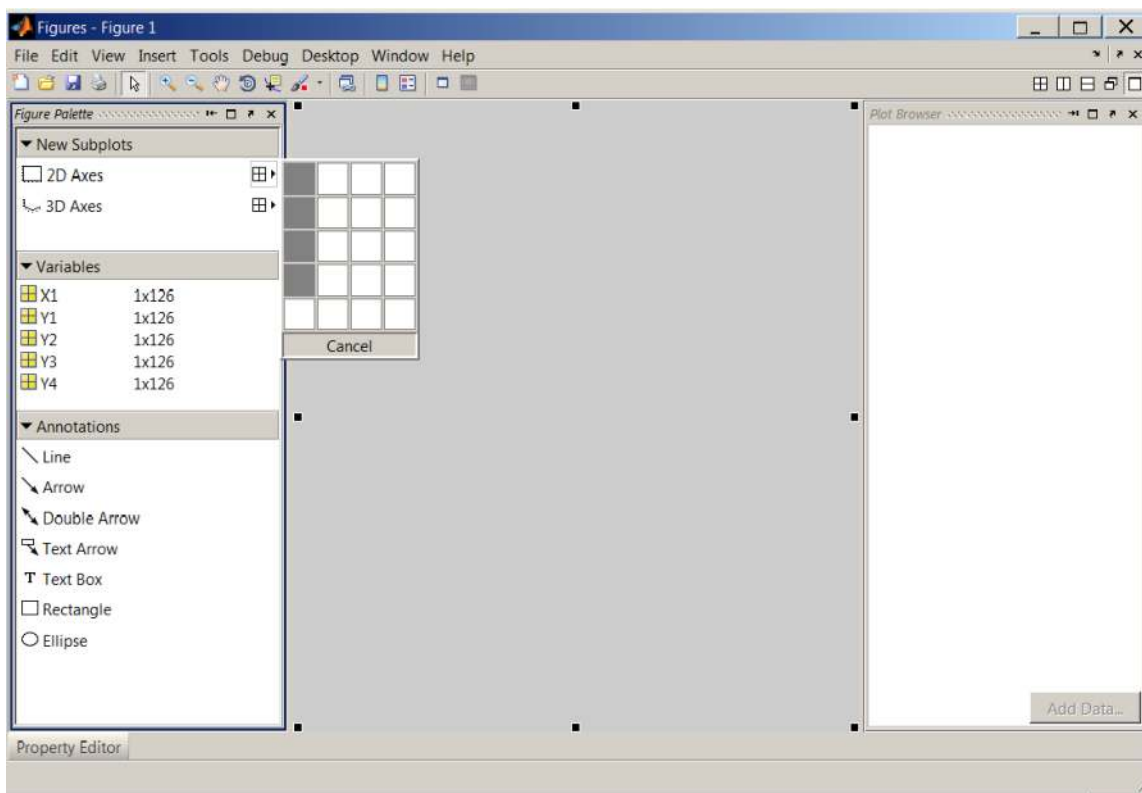 Figures - Figure 1
File Edit View Insert Tools Debug Desktop Window Help
Figure Palette
Plot Browser
New Subplots
2D Axes
3D Axes
Variables
X1 1x126
Y1 1x126
Y2 1x126
Y3 1x126
Y4 1x126
Cancel
Annotations
Line
Arrow
Double Arrow
Text Arrow
T Text Box
Rectangle
Ellipse
Add Data...
Property Editor